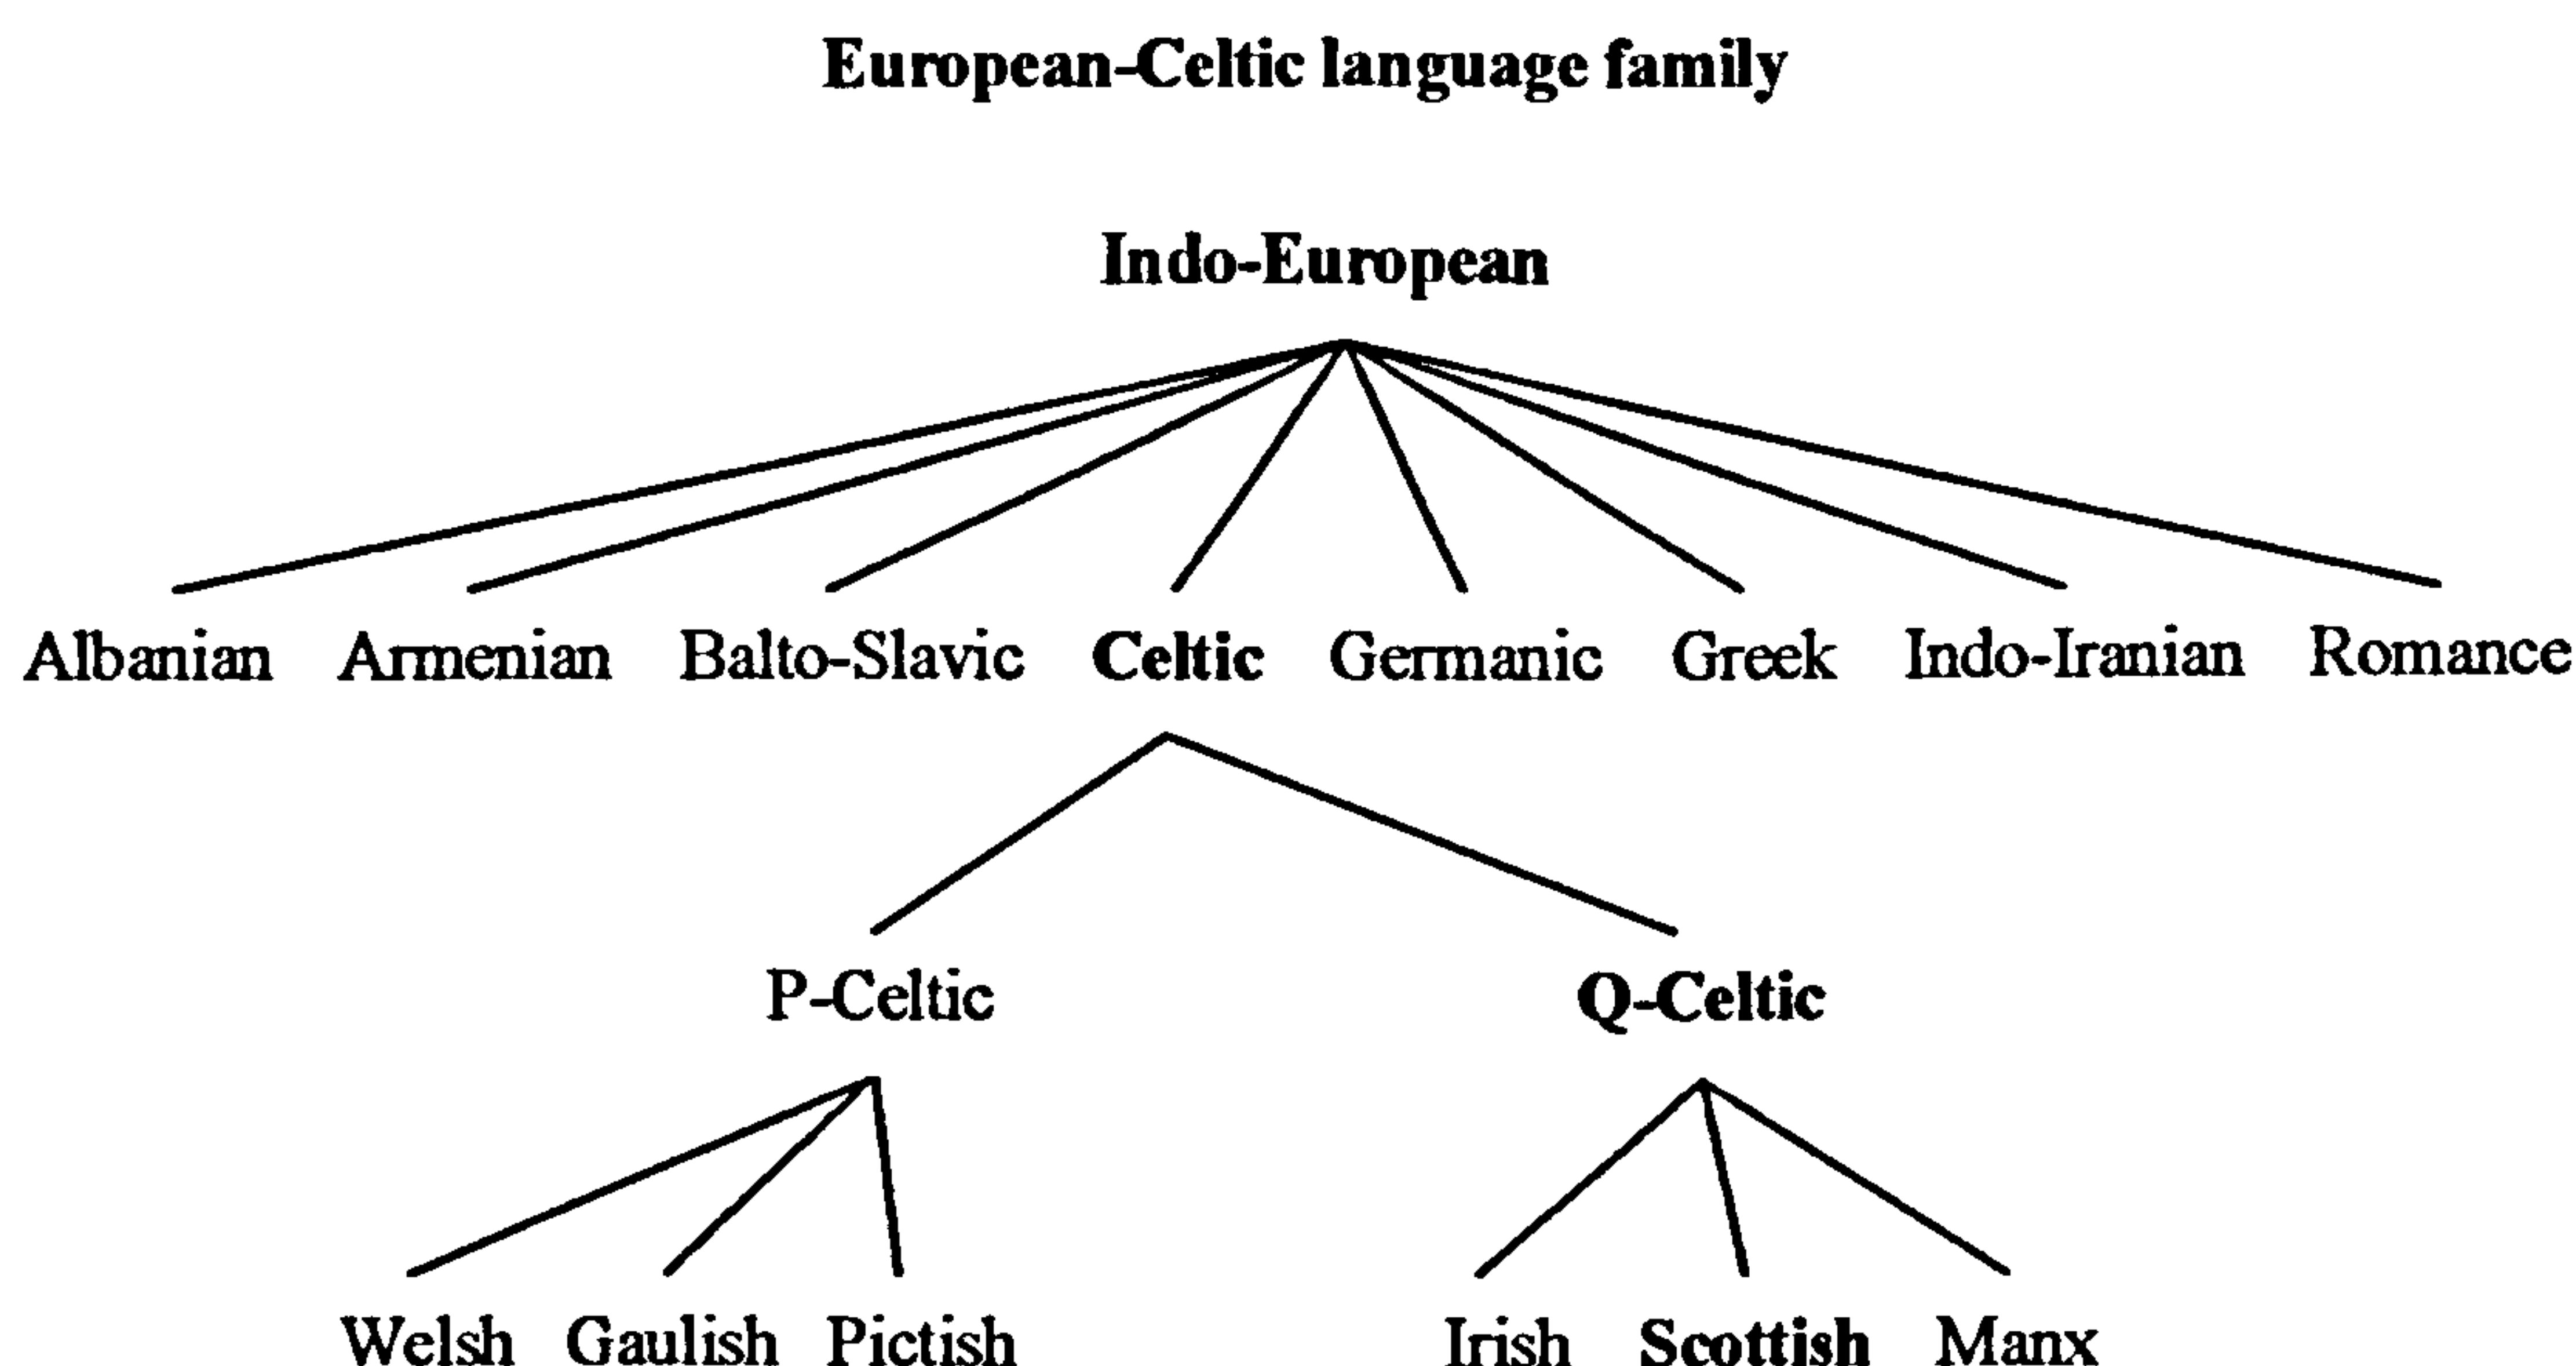 European-Celtic language family
Indo-European
Albanian Armenian Balto-Slavic Celtic Germanic Greek Indo-Iranian Romance
P-Celtic Q-Celtic
Welsh Gaulish Pictish Irish Scottish Manx